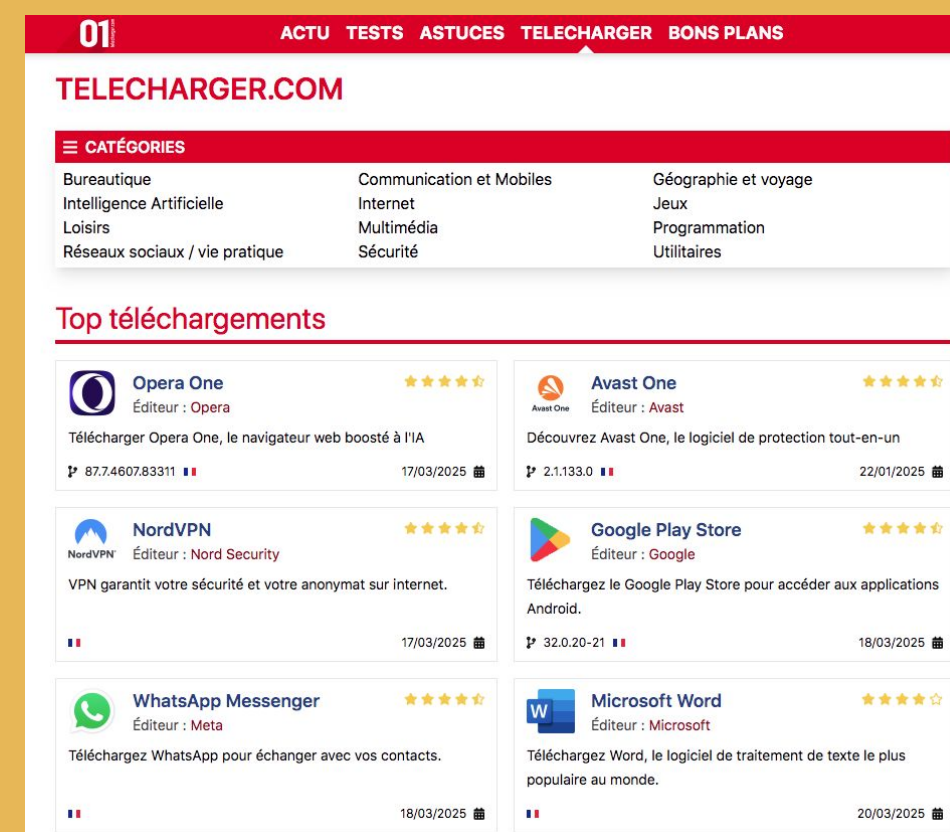 01
ACTU TESTS ASTUCES TELECHARGER BONS PLANS
TELECHARGER.COM
CATÉGORIES
Bureautique Communication et Mobiles Géographie et voyage
Intelligence Artificielle Internet Jeux
Loisirs Multimédia Programmation
Réseaux sociaux / vie pratique Sécurité Utilitaires
Top téléchargements
Opera One
Éditeur : Opera
Télécharger Opera One, le navigateur web boosté à l'IA
87.7.4607.83311 17/03/2025
Avast One
Avast One
Éditeur : Avast
Découvrez Avast One, le logiciel de protection tout-en-un
2.1.133.0 22/01/2025
NordVPN
NordVPN
Éditeur : Nord Security
VPN garantit votre sécurité et votre anonymat sur internet.
17/03/2025
Google Play Store
Éditeur : Google
Téléchargez le Google Play Store pour accéder aux applications
Android.
32.0.20-21 18/03/2025
WhatsApp Messenger
Éditeur : Meta
Téléchargez WhatsApp pour échanger avec vos contacts.
18/03/2025
W
Microsoft Word
Éditeur : Microsoft
Téléchargez Word, le logiciel de traitement de texte le plus
populaire au monde.
20/03/2025